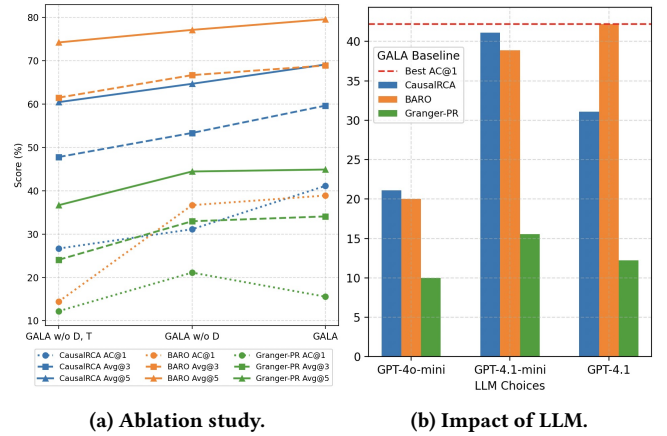 80
70
60
50
40
30
20
10
Score (%)
GALA w/o D, T
GALA w/o D
GALA
CausalRCA AC@1
BARO AC@1
Granger-PR AC@1
CausalRCA Avg@3
BARO Avg@3
Granger-PR Avg@3
CausalRCA Avg@5
BARO Avg@5
Granger-PR Avg@5
(a) Ablation study.
40
35
30
25
20
15
10
5
0
GALA Baseline
Best AC@1
CausalRCA
BARO
Granger-PR
GPT-4o-mini
GPT-4.1-mini
GPT-4.1
LLM Choices
(b) Impact of LLM.